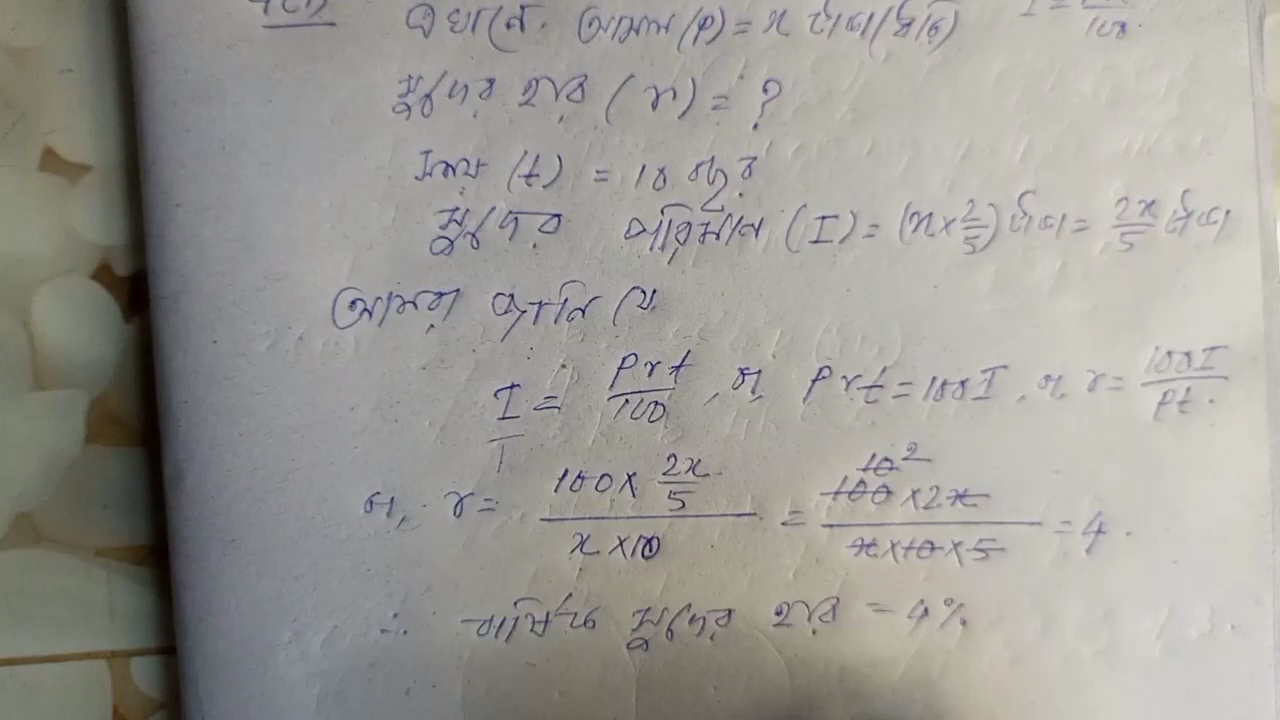 এখানে, আসল (P) = x টাকা (ধরি)
100
সুদের হার (r) = ?
সময় (t) = 10 বছর
সুদের পরিমান (I) = (x × 2/5) টাকা = 2x/5 টাকা
আমরা জানি যে
I = Prt/100, বা, Prt = 100I, বা, r = 100I/Pt.
বা, r = (100 × 2x/5)/(x × 10) = (100 × 2x)/(x × 10 × 5) = 4.
∴ বার্ষিক সুদের হার = 4%